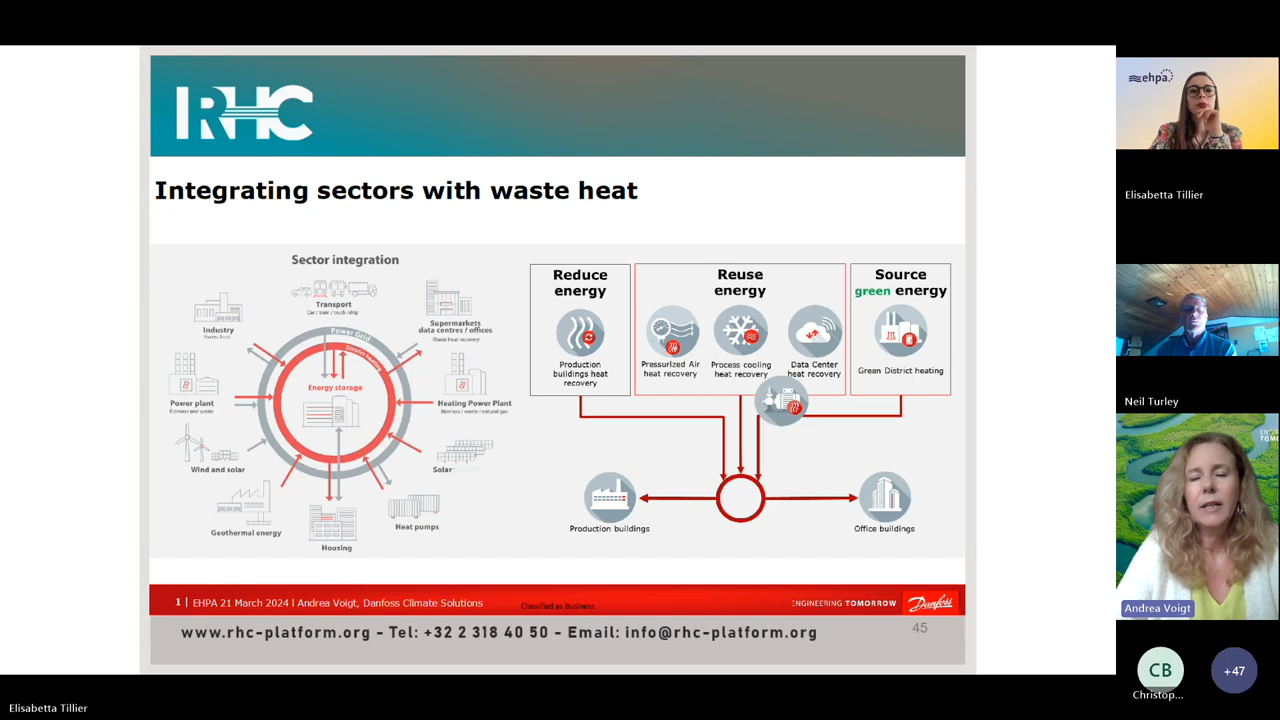 RHC
Integrating sectors with waste heat
Sector integration
Transport
Car / train / truck /ship
Industry
Excess heat
Supermarkets
data centres / offices
Waste heat recovery
Power Grid
District heating
Energy storage
Power plant
Biomass and waste
Heating Power Plant
Biomass / waste / natural gas
Wind and solar
Solar
Geothermal energy
Heat pumps
Housing
Reduce
energy
Production
buildings heat
recovery
Reuse
energy
Pressurized Air
heat recovery
Process cooling
heat recovery
Data Center
heat recovery
Source
green energy
Green District heating
Production buildings
Office buildings
1 | EHPA 21 March 2024 l Andrea Voigt, Danfoss Climate Solutions
Classified as Business
ENGINEERING TOMORROW
Danfoss
www.rhc-platform.org - Tel: +32 2 318 40 50 - Email: info@rhc-platform.org
45
ehpa
Elisabetta Tillier
Neil Turley
Andrea Voigt
CB
Christop...
+47
Elisabetta Tillier